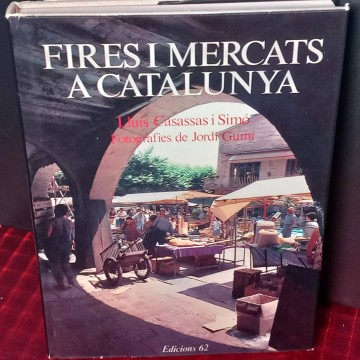 FIRES I MERCATS
A CATALUNYA
Lluís Casassas i Simó
Fotografies de Jordi Gumí
Edicions 62